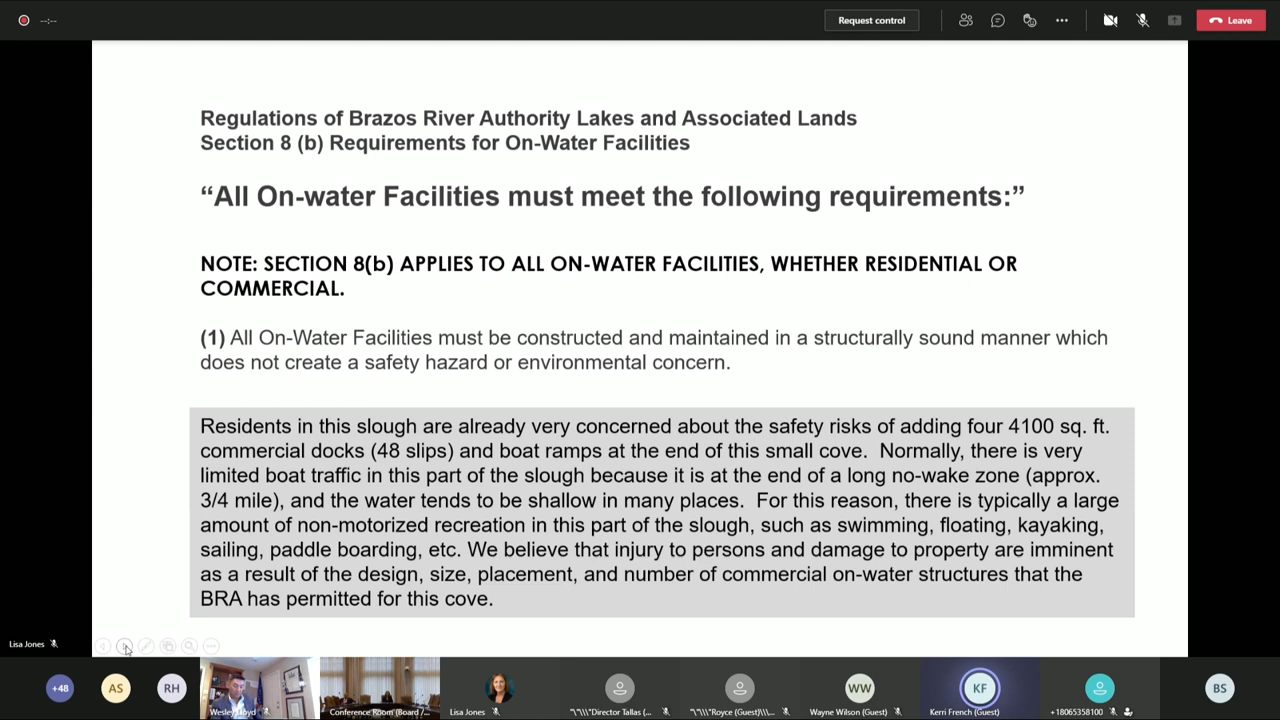 --:--
Request control
Leave
Regulations of Brazos River Authority Lakes and Associated Lands
Section 8 (b) Requirements for On-Water Facilities
“All On-water Facilities must meet the following requirements:”
NOTE: SECTION 8(b) APPLIES TO ALL ON-WATER FACILITIES, WHETHER RESIDENTIAL OR
COMMERCIAL.
(1) All On-Water Facilities must be constructed and maintained in a structurally sound manner which
does not create a safety hazard or environmental concern.
Residents in this slough are already very concerned about the safety risks of adding four 4100 sq. ft.
commercial docks (48 slips) and boat ramps at the end of this small cove. Normally, there is very
limited boat traffic in this part of the slough because it is at the end of a long no-wake zone (approx.
3/4 mile), and the water tends to be shallow in many places. For this reason, there is typically a large
amount of non-motorized recreation in this part of the slough, such as swimming, floating, kayaking,
sailing, paddle boarding, etc. We believe that injury to persons and damage to property are imminent
as a result of the design, size, placement, and number of commercial on-water structures that the
BRA has permitted for this cove.
Lisa Jones
+48
AS
RH
WW
KF
BS
Conference Room (Board /...
Lisa Jones
"\"\\\\"Director Tallas (...
"\"\\\\"Royce (Guest)\\\\...
Wayne Wilson (Guest)
Kerri French (Guest)
+18065358100